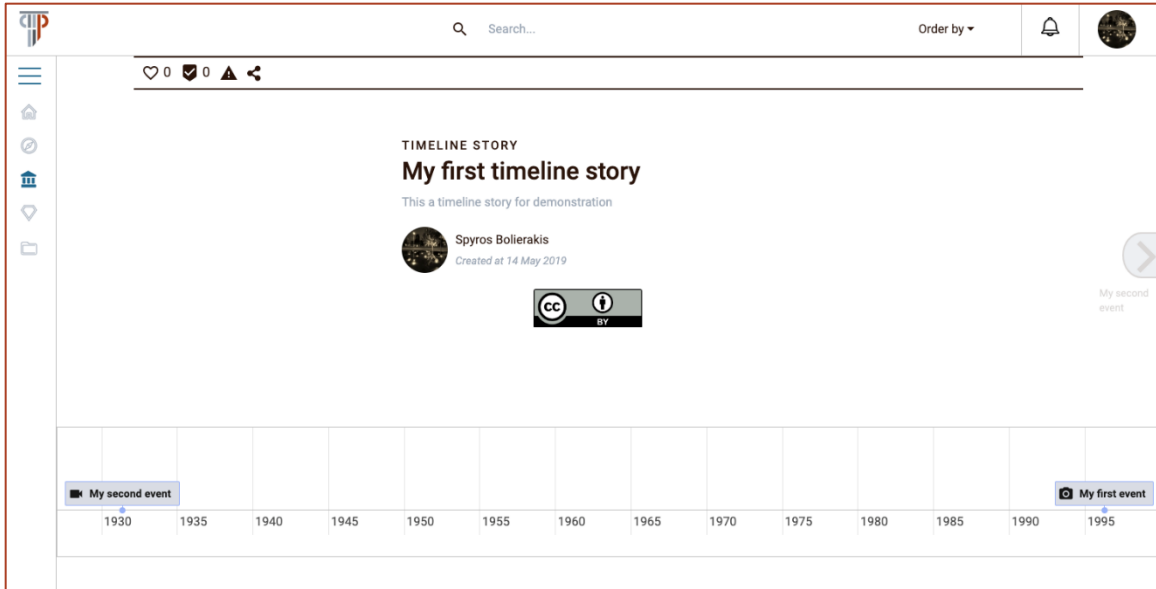 Search...
Order by
0 0
TIMELINE STORY
My first timeline story
This a timeline story for demonstration
Spyros Bolierakis
Created at 14 May 2019
cc
BY
My second
event
My second event
My first event
1930 1935 1940 1945 1950 1955 1960 1965 1970 1975 1980 1985 1990 1995